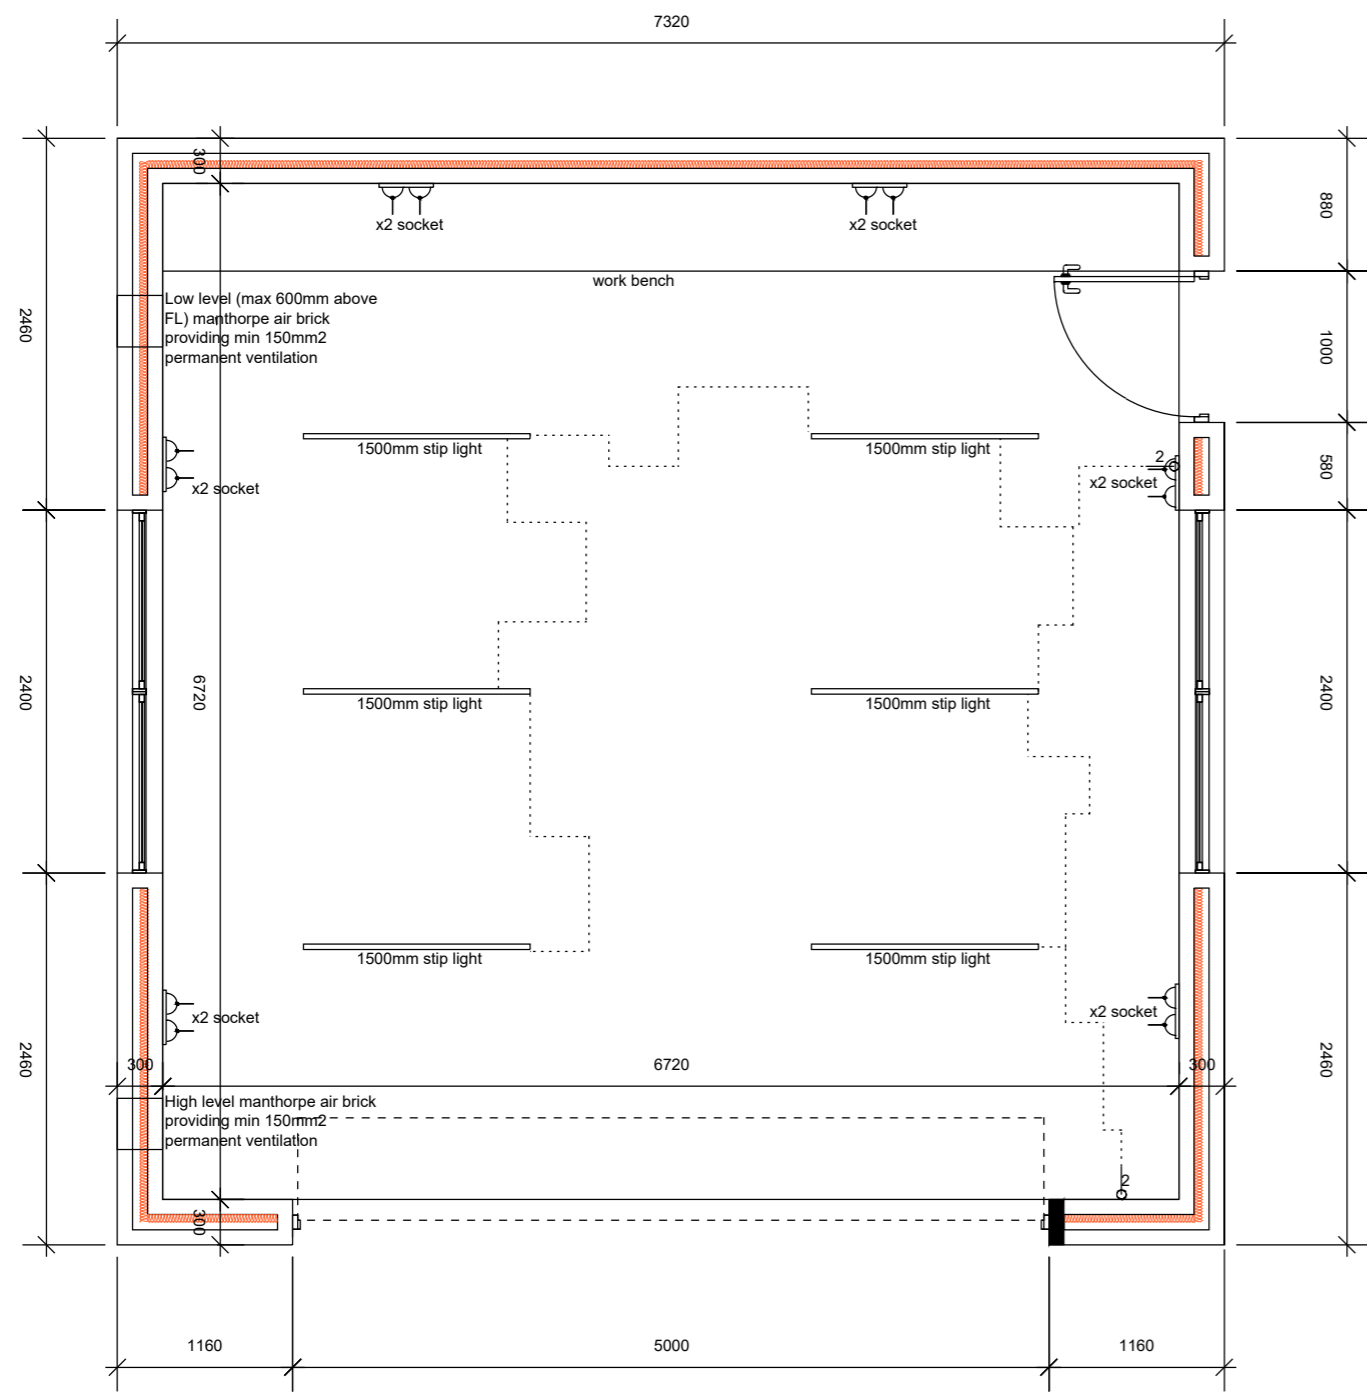 7320
300
880
x2 socket
x2 socket
work bench
Low level (max 600mm above
FL) manthorpe air brick
providing min 150mm2
permanent ventilation
2460
1000
1500mm stip light
1500mm stip light
2
x2 socket
x2 socket
580
2400
6720
1500mm stip light
1500mm stip light
2400
1500mm stip light
1500mm stip light
x2 socket
x2 socket
2460
300
6720
300
2460
High level manthorpe air brick
providing min 150mm2
permanent ventilation
2
300
1160
5000
1160